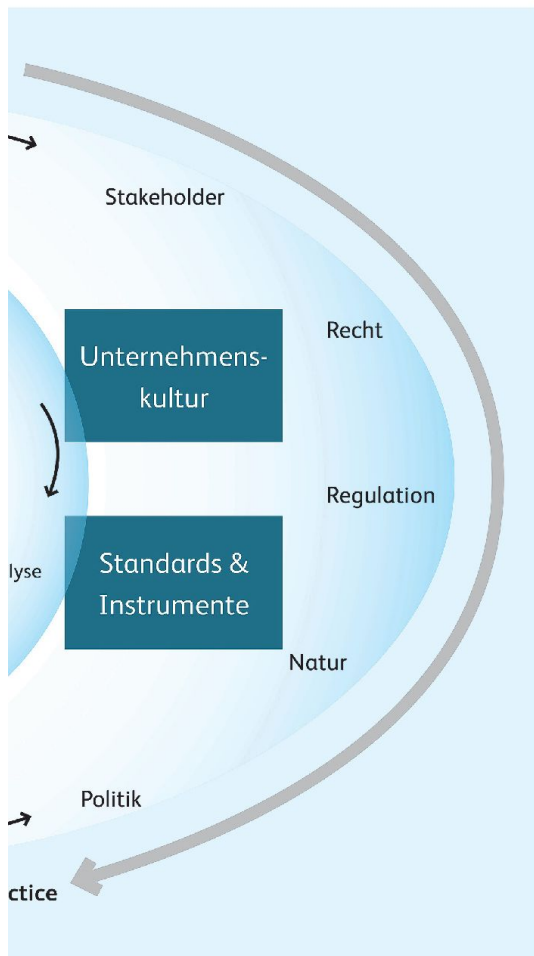 Stakeholder
Recht
Unternehmens-
kultur
Regulation
Standards &
Instrumente
lyse
Natur
Politik
ctice